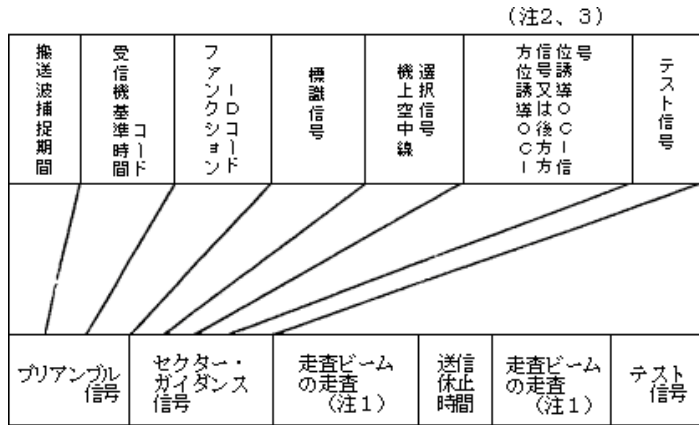 (注2、3)
搬送波捕捉期間
受信機基準時間
コード
ファンクション
IDコード
標識信号
機上空中線
選択信号
方位誘導OCI
信号又は後方方
位誘導OCI信
号
テスト信号
プリアンブル
信号
セクター・
ガイダンス
信号
走査ビーム
の走査
(注1)
送信
休止
時間
走査ビーム
の走査
(注1)
テスト
信号